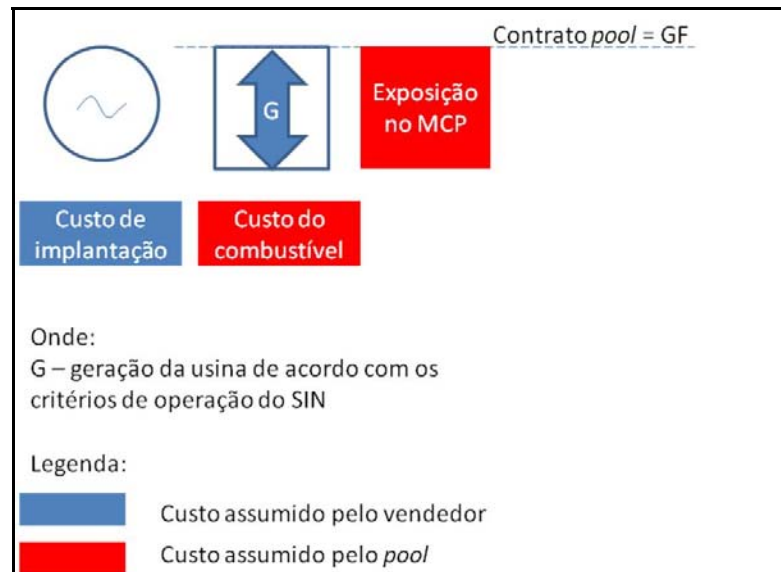 Contrato pool = GF
G
Exposição
no MCP
Custo de
implantação
Custo do
combustível
Onde:
G – geração da usina de acordo com os
critérios de operação do SIN
Legenda:
Custo assumido pelo vendedor
Custo assumido pelo pool